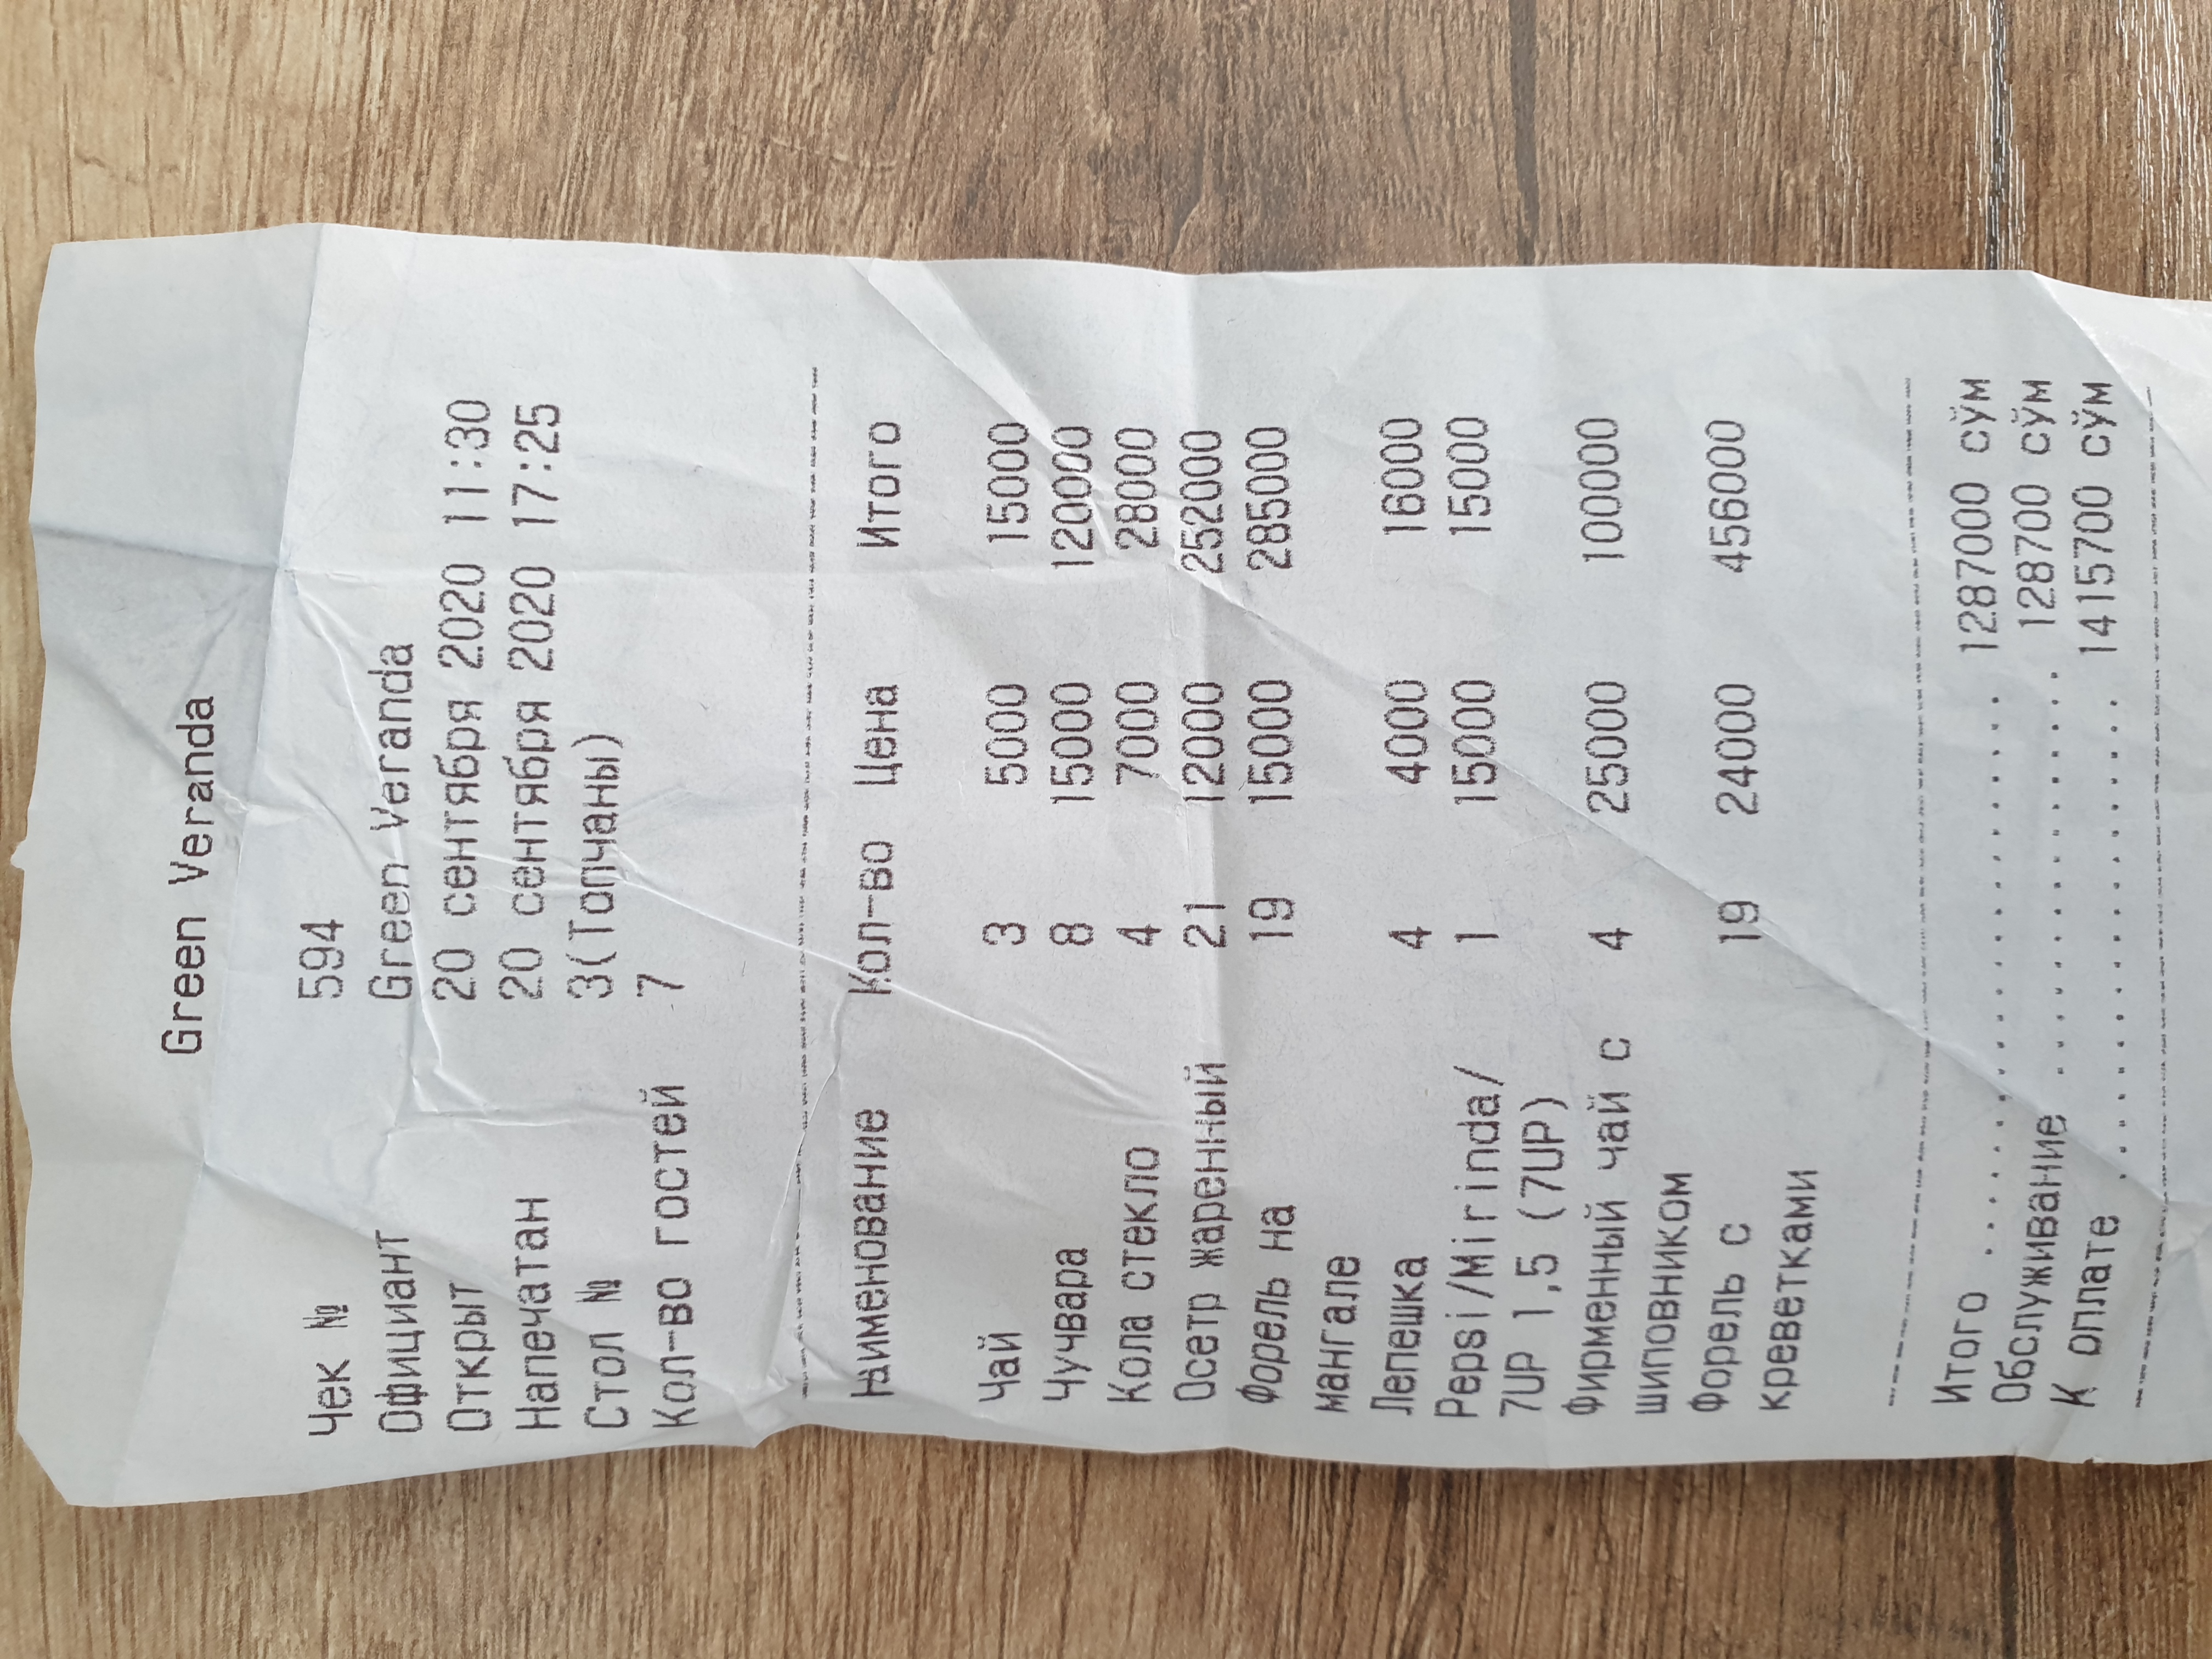 Green Veranda
Чек № 594
Официант Green Veranda
Открыт 20 сентября 2020 11:30
Напечатан 20 сентября 2020 17:25
Стол № 3(Топчаны)
Кол-во гостей 7
Наименование Кол-во Цена Итого
Чай 3 5000 15000
Чучвара 8 15000 120000
Кола стекло 4 7000 28000
Осетр жаренный 21 12000 252000
Форель на 19 15000 285000
мангале
Лепешка 4 4000 16000
Pepsi/Mirinda/ 1 15000 15000
7UP 1,5 (7UP)
Фирменный чай с 4 25000 100000
шиповником
Форель с 19 24000 456000
креветками
Итого .................... 1287000 сўм
Обслуживание ............... 128700 сўм
К оплате ................. 1415700 сўм